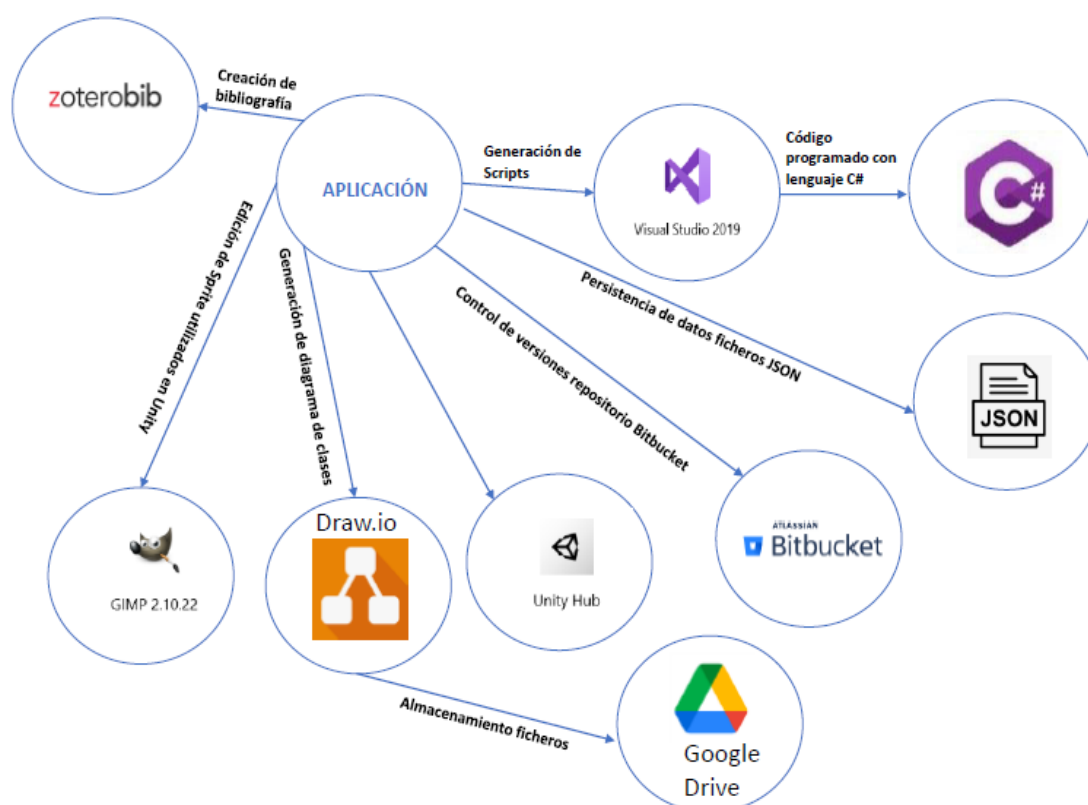 zoterobib
Creación de
bibliografía
APLICACIÓN
Generación de
Scripts
Visual Studio 2019
Código
programado con
lenguaje C#
C#
Edición de Sprite utilizados en Unity
Generación de diagrama de clases
Control de versiones repositorio Bitbucket
Persistencia de datos ficheros JSON
JSON
GIMP 2.10.22
Draw.io
Unity Hub
ATLASSIAN
Bitbucket
Almacenamiento ficheros
Google
Drive